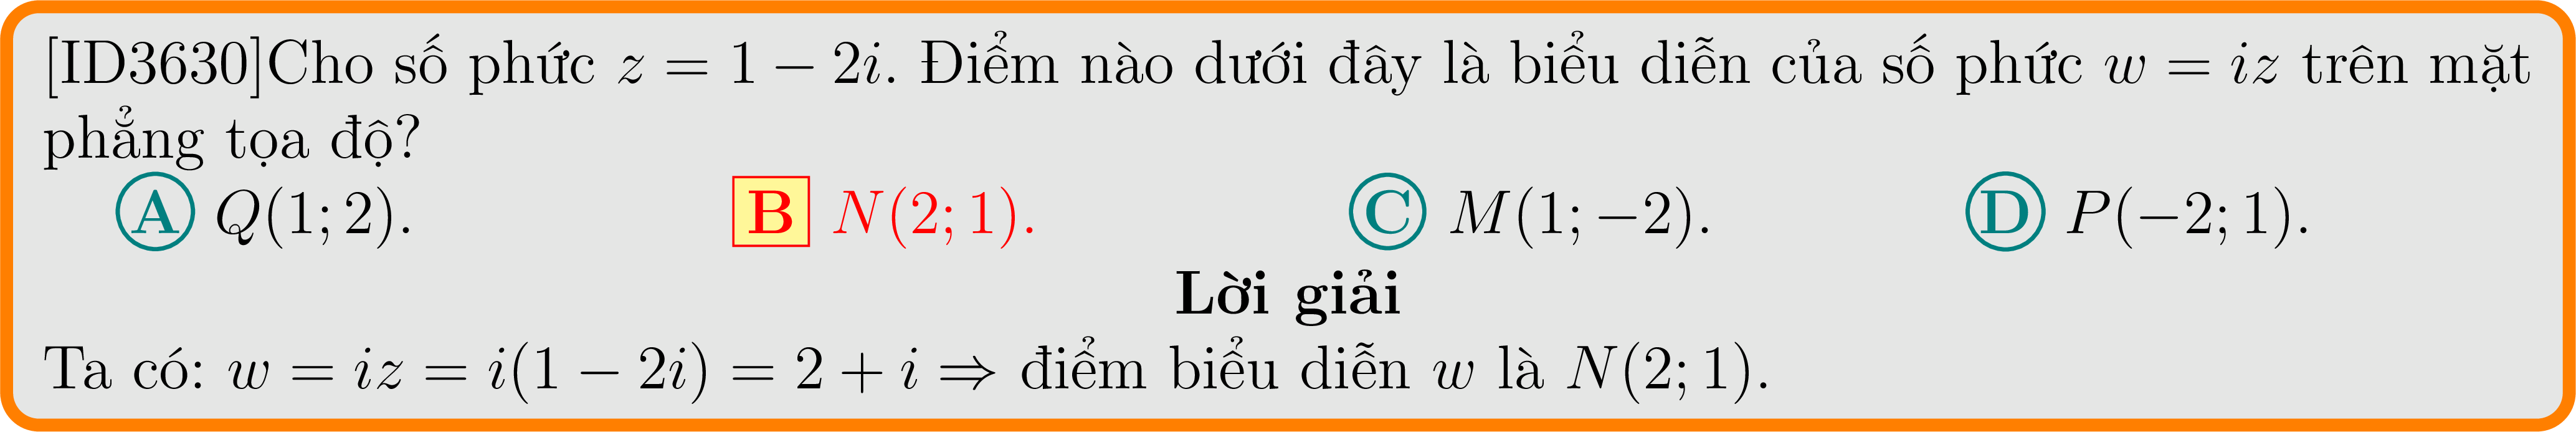 [ID3630]Cho số phức z = 1 − 2i. Điểm nào dưới đây là biểu diễn của số phức w = iz trên mặt
phẳng tọa độ?
A Q(1; 2). B N(2; 1). C M(1; −2). D P(−2; 1).
Lời giải
Ta có: w = iz = i(1 − 2i) = 2 + i ⇒ điểm biểu diễn w là N(2; 1).